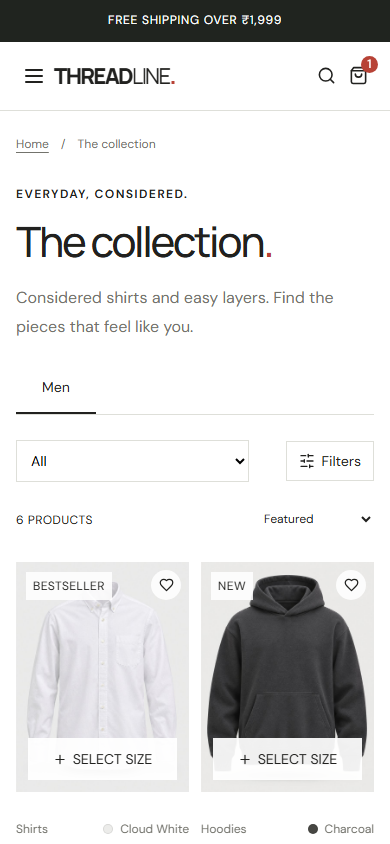 FREE SHIPPING OVER ₹1,999
THREADLINE.
1
Home / The collection
EVERYDAY, CONSIDERED.
The collection.
Considered shirts and easy layers. Find the
pieces that feel like you.
Men
All
Filters
6 PRODUCTS
Featured
BESTSELLER
NEW
+ SELECT SIZE
+ SELECT SIZE
Shirts
Cloud White
Hoodies
Charcoal